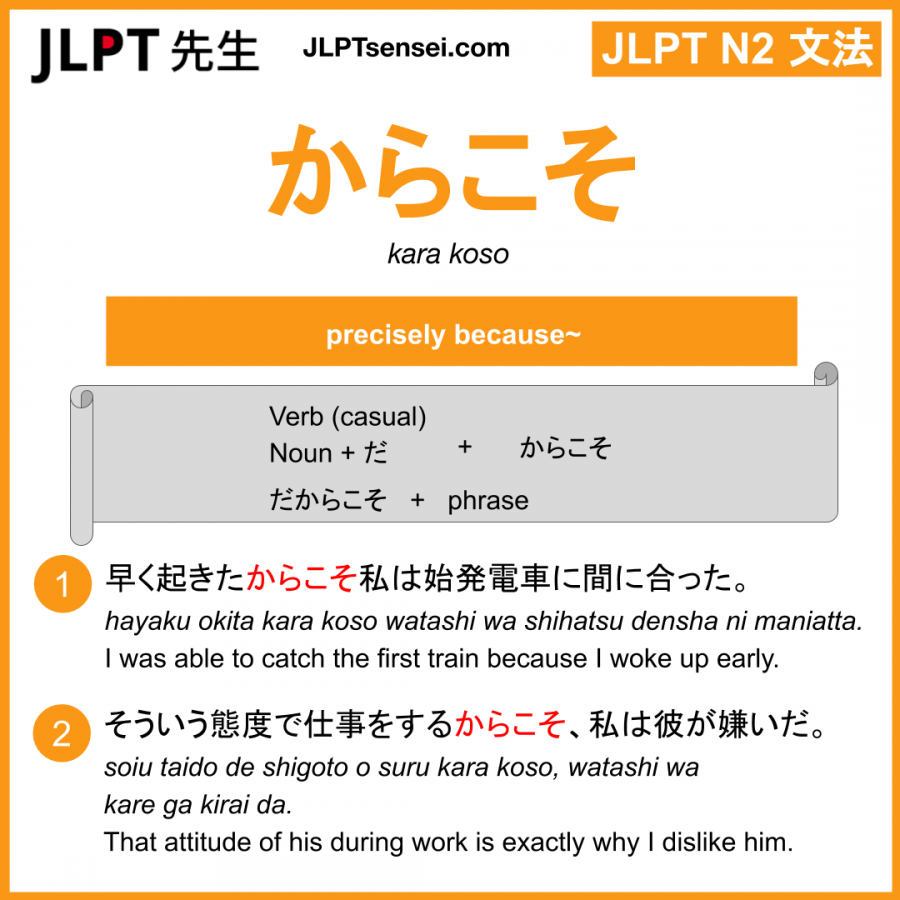 JLPT 先生
JLPTsensei.com
JLPT N2 文法
からこそ
kara koso
precisely because~
Verb (casual)
Noun + だ + からこそ
だからこそ + phrase
1 早く起きたからこそ私は始発電車に間に合った。
hayaku okita kara koso watashi wa shihatsu densha ni maniatta.
I was able to catch the first train because I woke up early.
2 そういう態度で仕事をするからこそ、私は彼が嫌いだ。
soiu taido de shigoto o suru kara koso, watashi wa
kare ga kirai da.
That attitude of his during work is exactly why I dislike him.